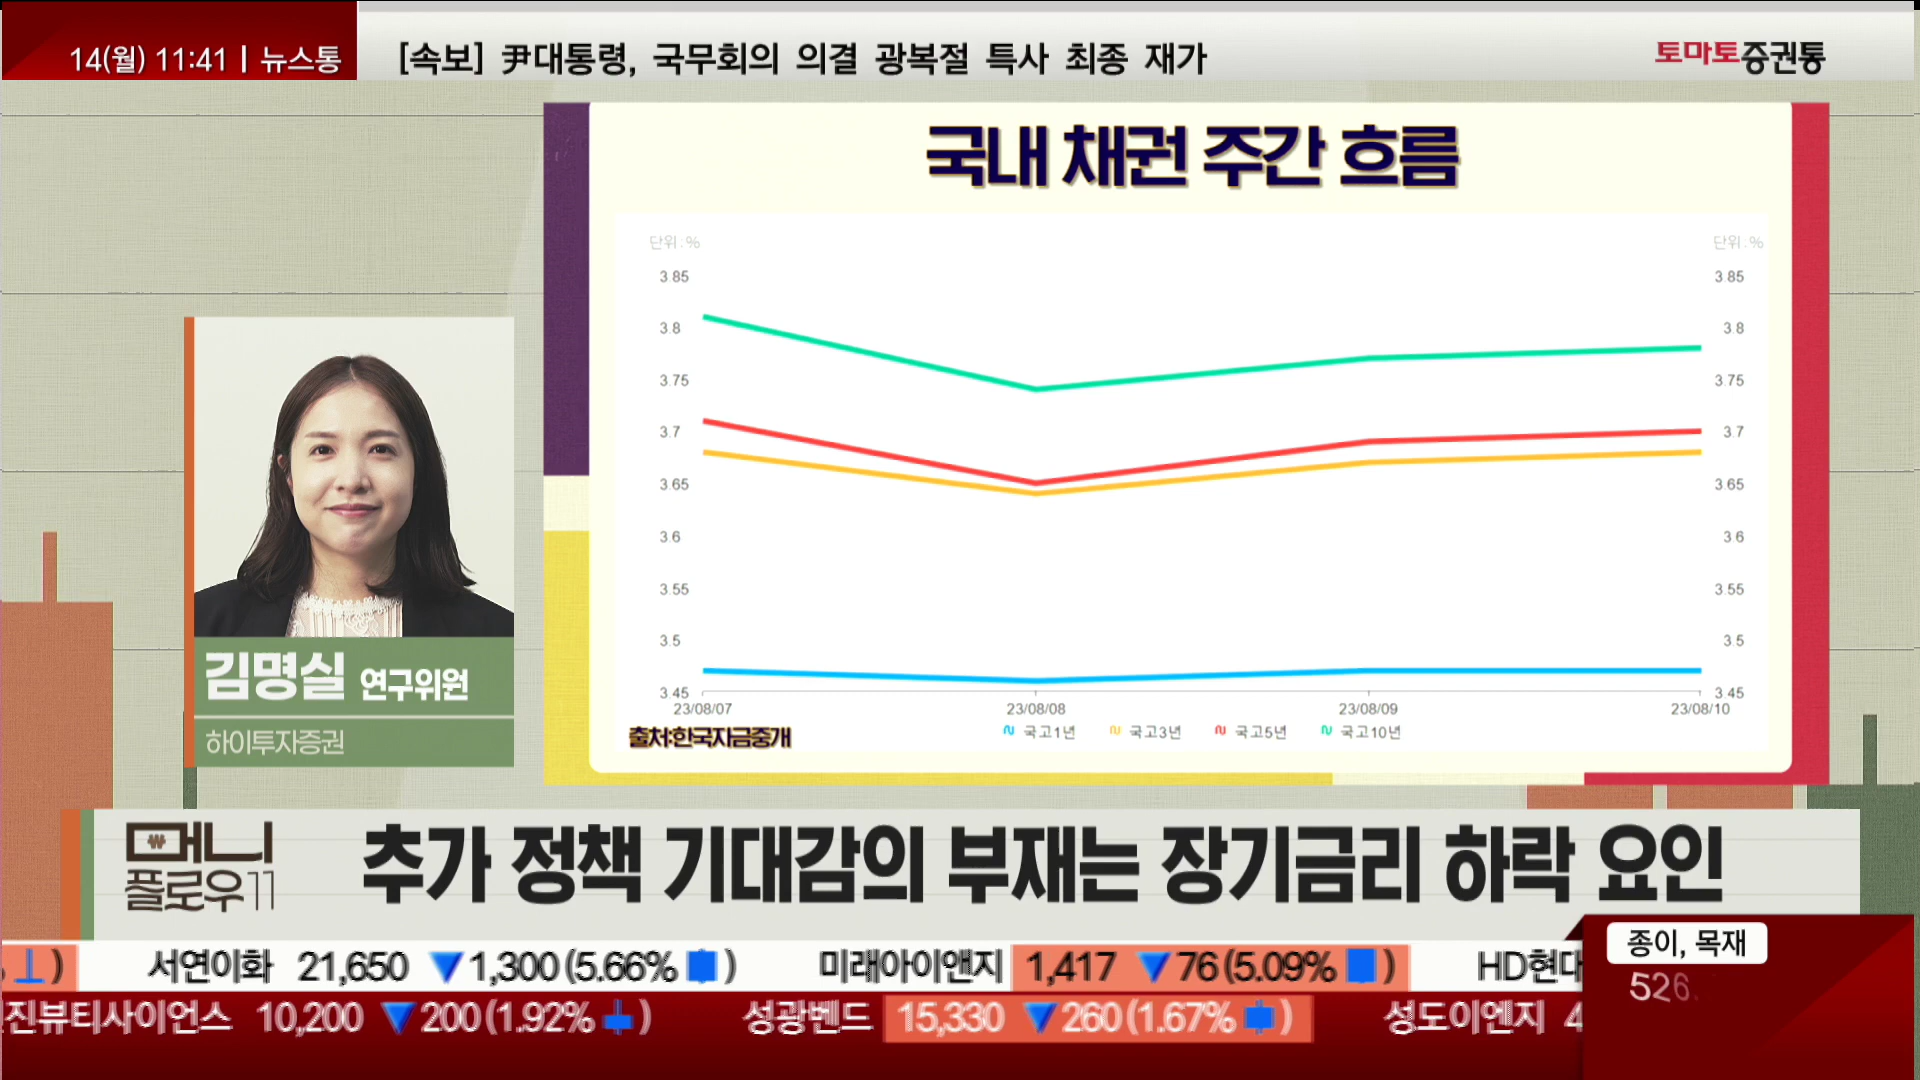 14(월) 11:41 | 뉴스통
[속보] 尹대통령, 국무회의 의결 광복절 특사 최종 재가
토마토증권통
국내 채권 주간 흐름
단위 : %
단위 : %
3.85
3.85
3.8
3.8
3.75
3.75
3.7
3.7
3.65
3.65
3.6
3.6
3.55
3.55
3.5
3.5
3.45
3.45
23/08/07
23/08/08
23/08/09
23/08/10
국고1년
국고3년
국고5년
국고10년
출처:한국자금중개
김명실 연구위원
하이투자증권
머니
플로우11
추가 정책 기대감의 부재는 장기금리 하락 요인
서연이화 21,650 ▼1,300(5.66% ) 미래아이앤지 1,417 ▼76(5.09% ) HD현대
진뷰티사이언스 10,200 ▼200(1.92% ) 성광벤드 15,330 ▼260(1.67% ) 성도이엔지 4
종이, 목재
526.